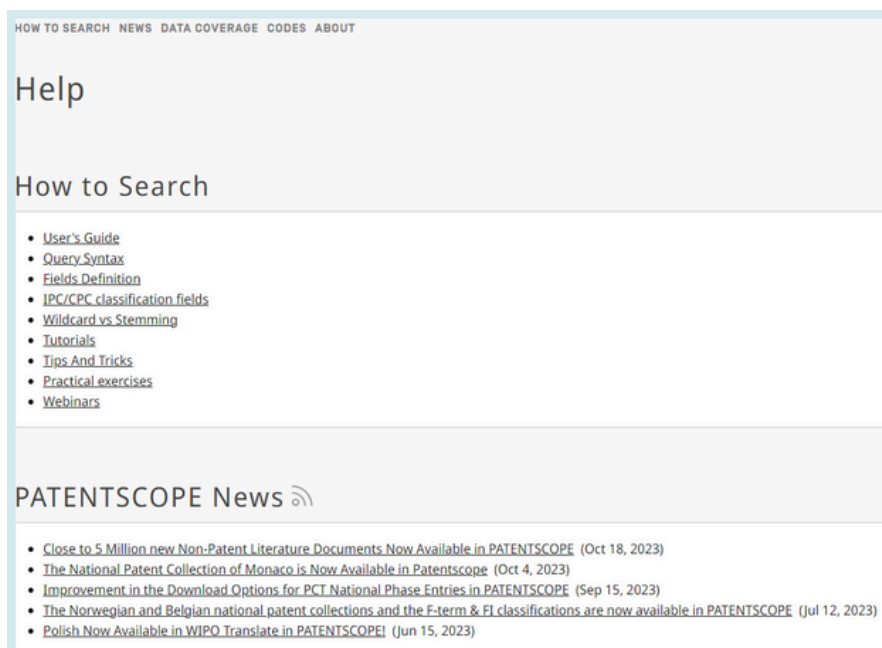 HOW TO SEARCH NEWS DATA COVERAGE CODES ABOUT
Help
How to Search
User's Guide
Query Syntax
Fields Definition
IPC/CPC classification fields
Wildcard vs Stemming
Tutorials
Tips And Tricks
Practical exercises
Webinars
PATENTSCOPE News
Close to 5 Million new Non-Patent Literature Documents Now Available in PATENTSCOPE (Oct 18, 2023)
The National Patent Collection of Monaco is Now Available in Patentscope (Oct 4, 2023)
Improvement in the Download Options for PCT National Phase Entries in PATENTSCOPE (Sep 15, 2023)
The Norwegian and Belgian national patent collections and the F-term & FI classifications are now available in PATENTSCOPE (Jul 12, 2023)
Polish Now Available in WIPO Translate in PATENTSCOPE! (Jun 15, 2023)